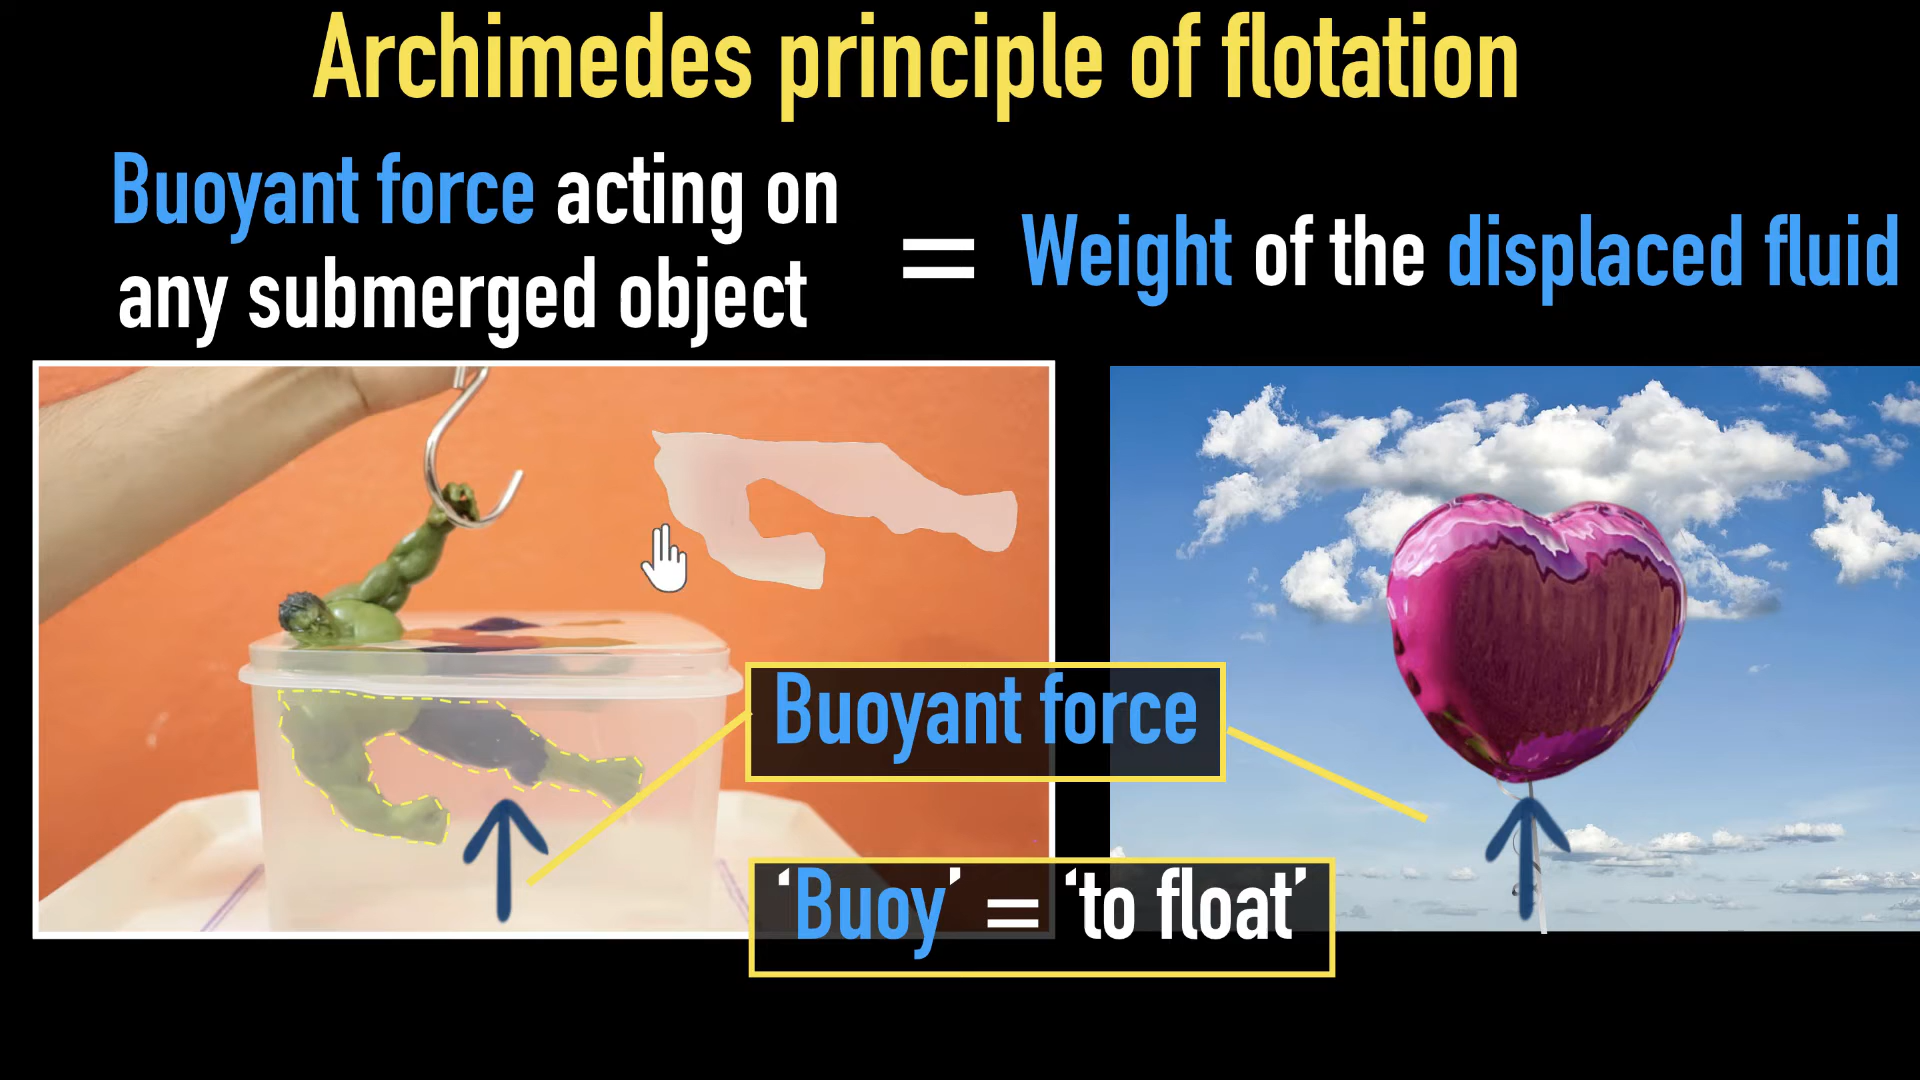 Archimedes principle of flotation
Buoyant force acting on
any submerged object
= Weight of the displaced fluid
Buoyant force
‘Buoy’ = ‘to float’